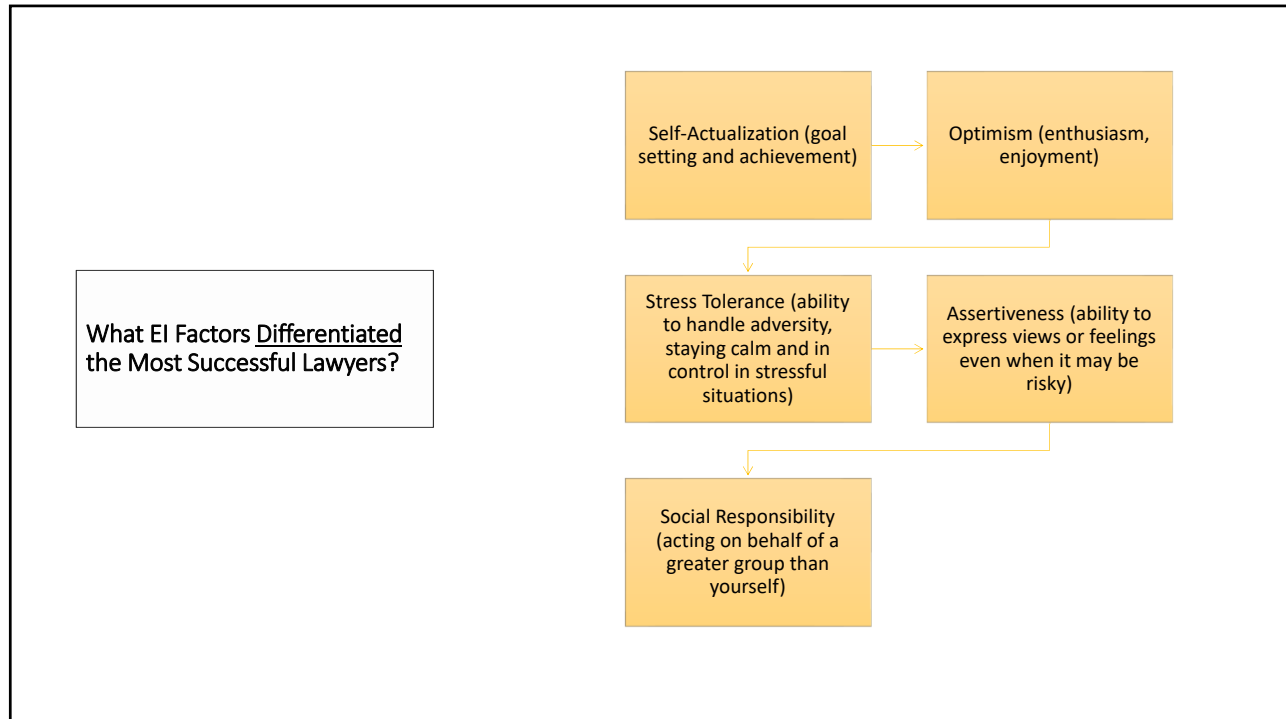 What EI Factors Differentiated
the Most Successful Lawyers?
Self-Actualization (goal
setting and achievement)
Optimism (enthusiasm,
enjoyment)
Stress Tolerance (ability
to handle adversity,
staying calm and in
control in stressful
situations)
Assertiveness (ability to
express views or feelings
even when it may be
risky)
Social Responsibility
(acting on behalf of a
greater group than
yourself)